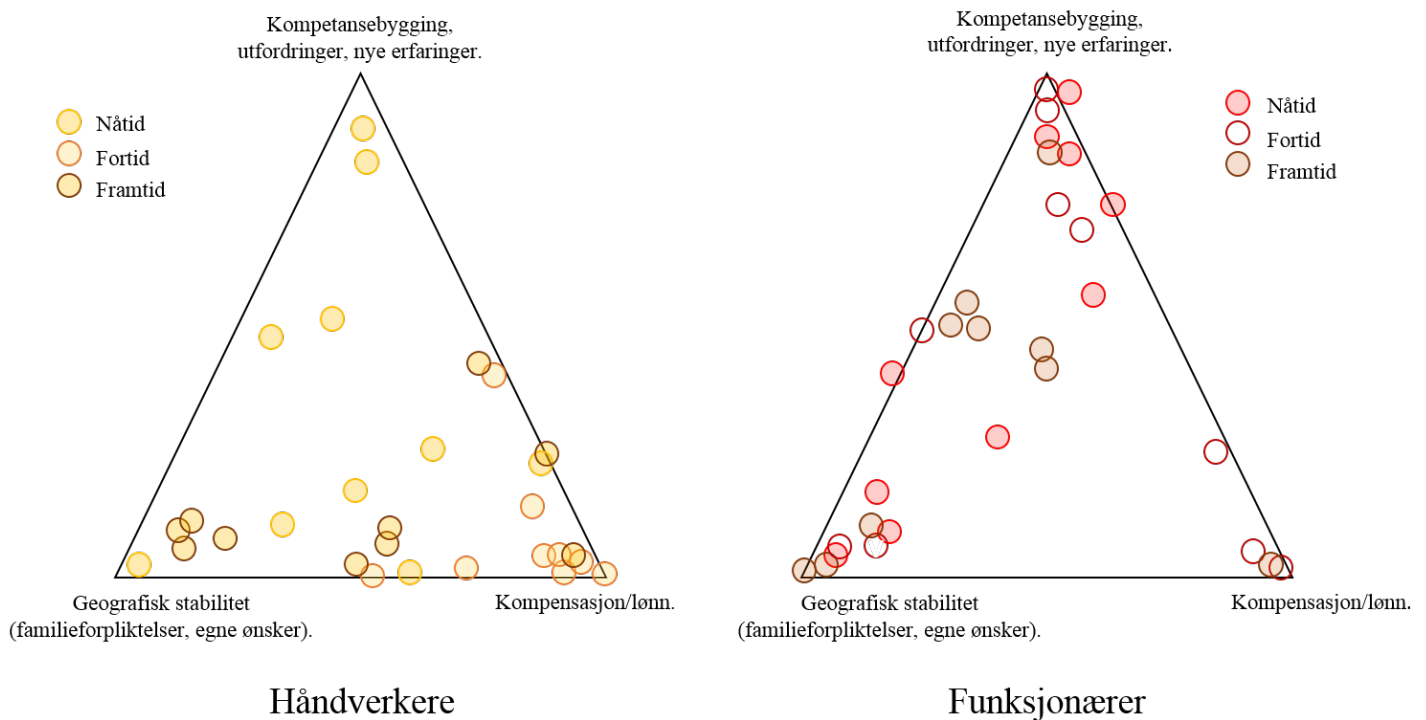 Kompetansebygging,
utfordringer, nye erfaringer.
Nåtid
Fortid
Framtid
Geografisk stabilitet
(familieforpliktelser, egne ønsker).
Kompensasjon/lønn.
Håndverkere
Kompetansebygging,
utfordringer, nye erfaringer.
Nåtid
Fortid
Framtid
Geografisk stabilitet
(familieforpliktelser, egne ønsker).
Kompensasjon/lønn.
Funksjonærer